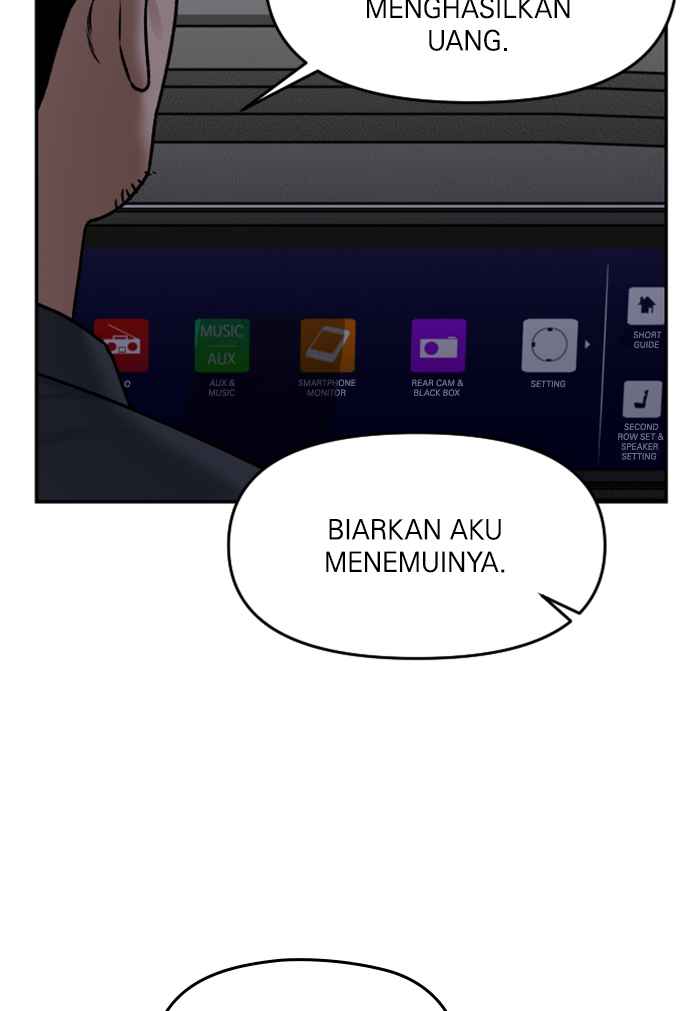 MENGHASILKAN
UANG.
O
MUSIC
AUX
AUX &
MUSIC
SMARTPHONE
MONITOR
REAR CAM &
BLACK BOX
SETTING
SHORT
GUIDE
SECOND
ROW SET &
SPEAKER
SETTING
BIARKAN AKU
MENEMUINYA.